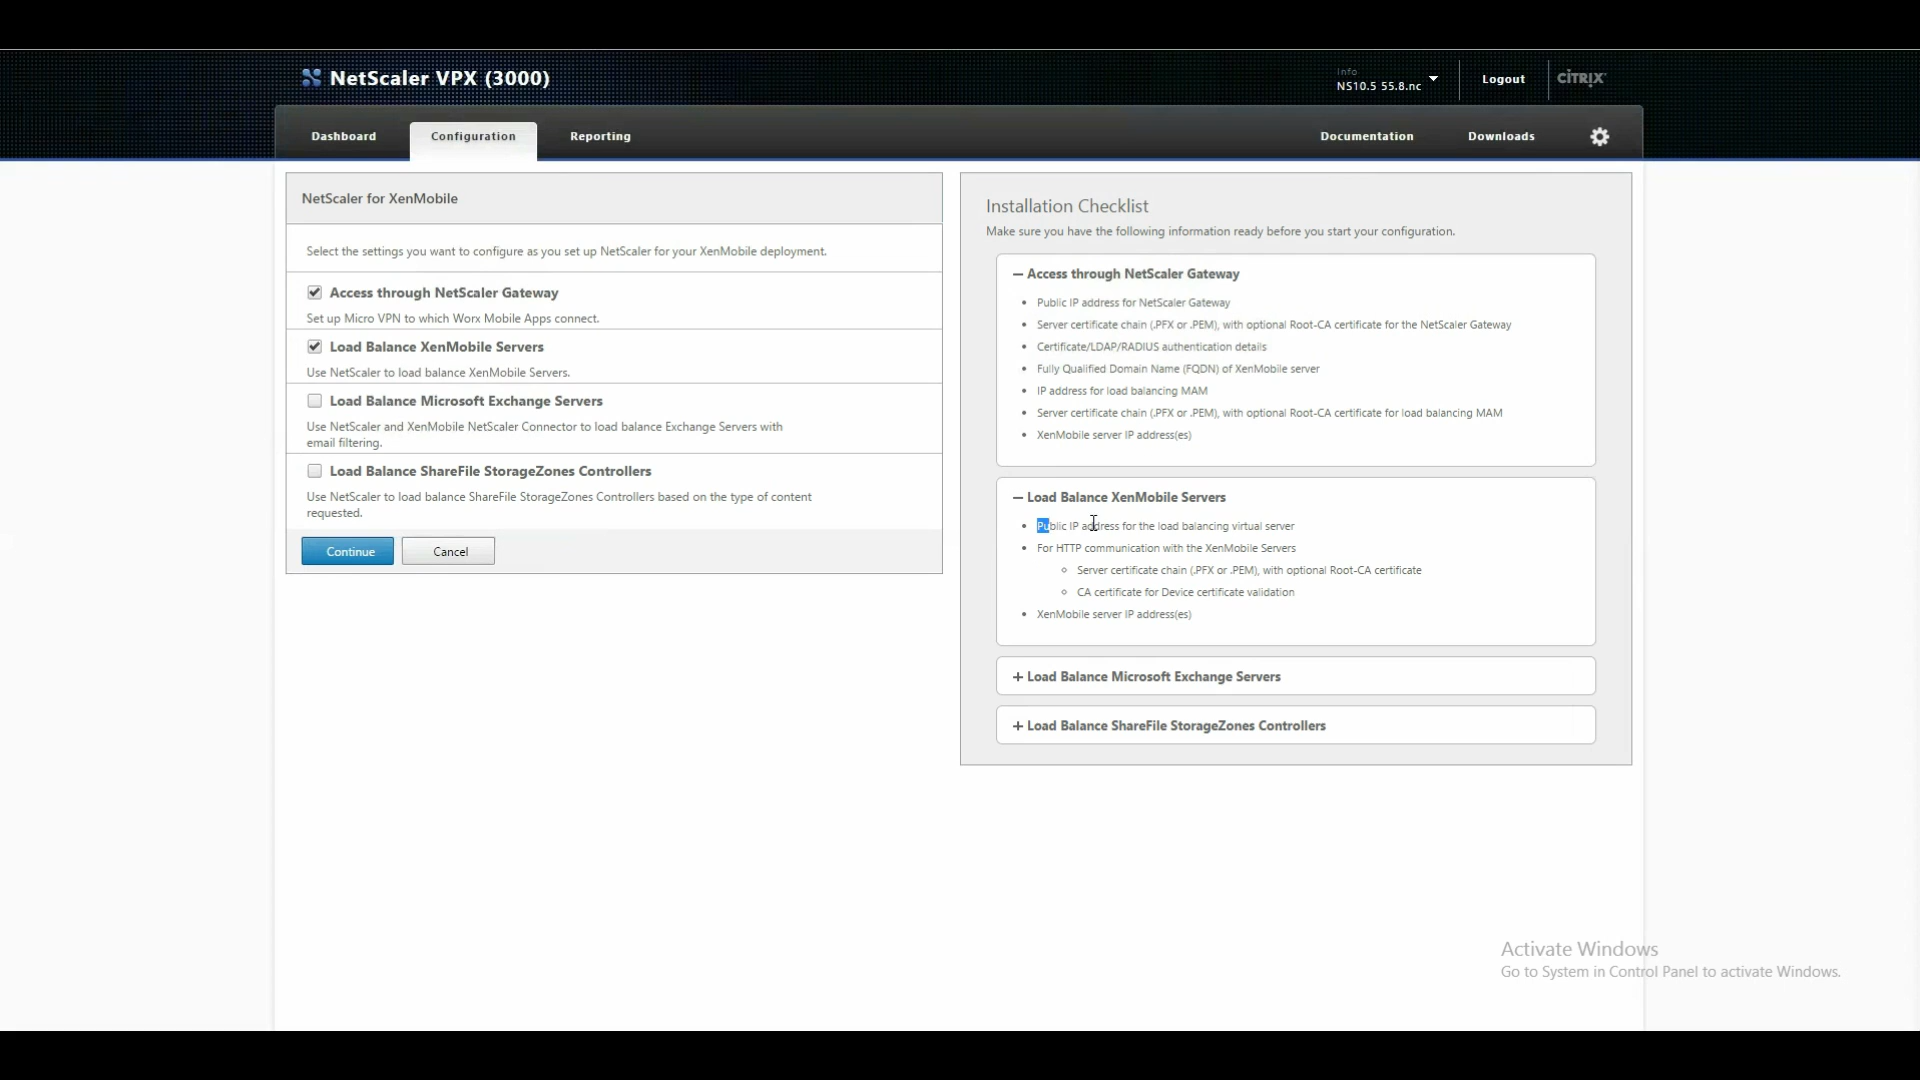 NetScaler VPX (3000)
Info
NS10.5 55.8.nc
Logout
CITRIX
Dashboard
Configuration
Reporting
Documentation
Downloads
NetScaler for XenMobile
Select the settings you want to configure as you set up NetScaler for your XenMobile deployment.
Access through NetScaler Gateway
Set up Micro VPN to which Worx Mobile Apps connect.
Load Balance XenMobile Servers
Use NetScaler to load balance XenMobile Servers.
Load Balance Microsoft Exchange Servers
Use NetScaler and XenMobile NetScaler Connector to load balance Exchange Servers with
email filtering.
Load Balance ShareFile StorageZones Controllers
Use NetScaler to load balance ShareFile StorageZones Controllers based on the type of content
requested.
Continue
Cancel
Installation Checklist
Make sure you have the following information ready before you start your configuration.
Access through NetScaler Gateway
Public IP address for NetScaler Gateway
Server certificate chain (.PFX or .PEM), with optional Root-CA certificate for the NetScaler Gateway
Certificate/LDAP/RADIUS authentication details
Fully Qualified Domain Name (FQDN) of XenMobile server
IP address for load balancing MAM
Server certificate chain (.PFX or .PEM), with optional Root-CA certificate for load balancing MAM
XenMobile server IP address(es)
Load Balance XenMobile Servers
Public IP address for the load balancing virtual server
For HTTP communication with the XenMobile Servers
Server certificate chain (.PFX or .PEM), with optional Root-CA certificate
CA certificate for Device certificate validation
XenMobile server IP address(es)
Load Balance Microsoft Exchange Servers
Load Balance ShareFile StorageZones Controllers
Activate Windows
Go to System in Control Panel to activate Windows.